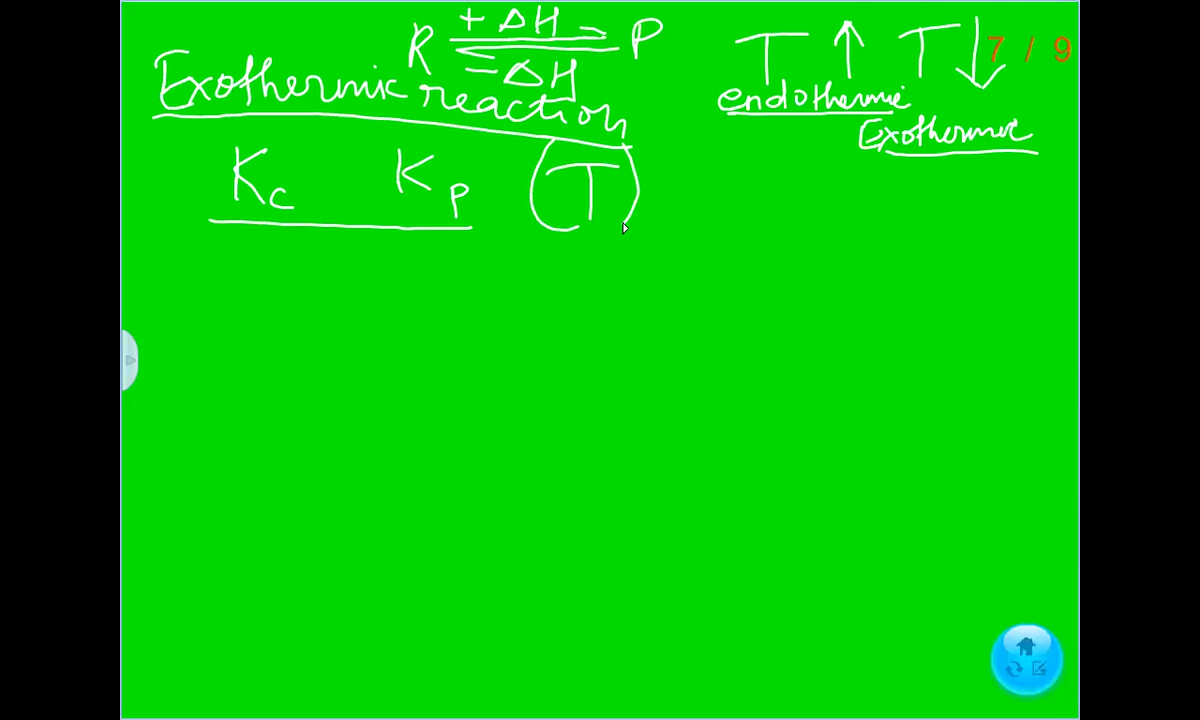 R + ΔH ⇌ - ΔH P
T ↑ T ↓ 7 / 9
Exothermic reaction
endothermic
Exothermic
Kc Kp (T)